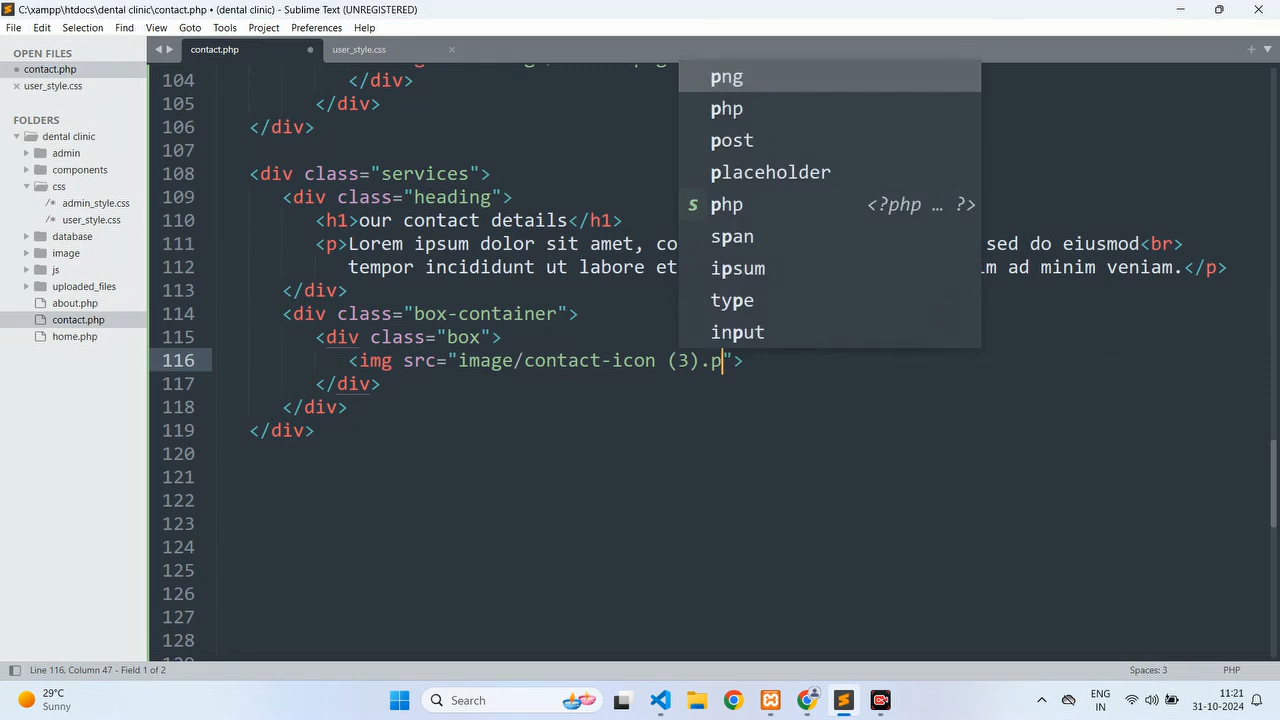 C:\xampp\htdocs\dental clinic\contact.php • (dental clinic) - Sublime Text (UNREGISTERED)
File Edit Selection Find View Goto Tools Project Preferences Help
OPEN FILES
contact.php
user_style.css
FOLDERS
dental clinic
admin
components
css
admin_style.css
user_style.css
database
image
js
uploaded_files
about.php
contact.php
home.php
contact.php user_style.css
104 </div>
105 </div>
106 </div>
107
108 <div class="services">
109 <div class="heading">
110 <h1>our contact details</h1>
111 <p>Lorem ipsum dolor sit amet, co sed do eiusmod<br>
112 tempor incididunt ut labore et im ad minim veniam.</p>
113 </div>
114 <div class="box-container">
115 <div class="box">
116 <img src="image/contact-icon (3).p">
117 </div>
118 </div>
119 </div>
120
121
122
123
124
125
126
127
128
png
php
post
placeholder
s php <?php … ?>
span
ipsum
type
input
Line 116, Column 47 - Field 1 of 2
Spaces: 3
PHP
29°C
Sunny
Search
ENG
IN
11:21
31-10-2024